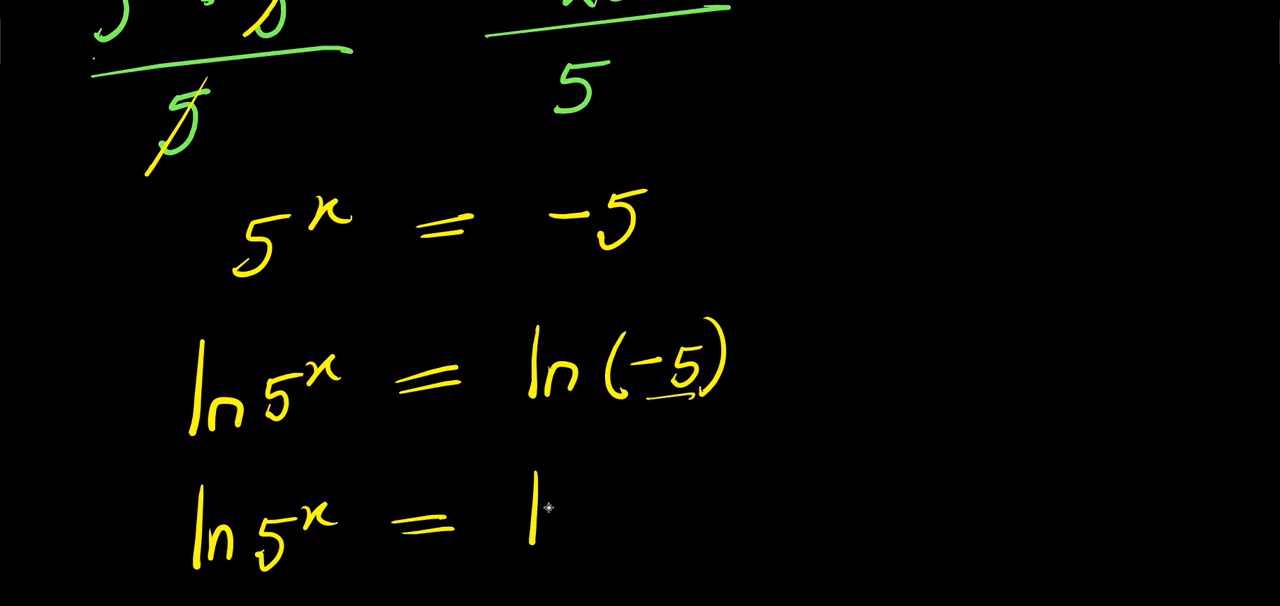 5
5
5^x = -5
ln 5^x = ln (-5)
ln 5^x = l